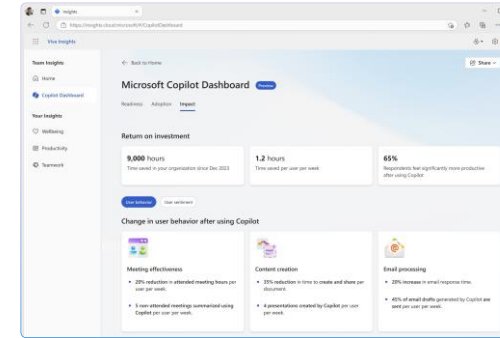 Insights
https://insights.cloud.microsoft/#/CopilotDashboard
Viva Insights
Team Insights
Home
Copilot Dashboard
Your Insights
Wellbeing
Productivity
Teamwork
Back to Home
Share
Microsoft Copilot Dashboard
Preview
Readiness Adoption Impact
Return on investment
9,000 hours
Time saved in your organization since Dec 2023
1.2 hours
Time saved per user per week
65%
Respondents feel significantly more productive
after using Copilot
User behavior
User sentiment
Change in user behavior after using Copilot
Meeting effectiveness
• 29% reduction in attended meeting hours per
user per week.
• 5 non-attended meetings summarized using
Copilot per user per week.
Content creation
• 35% reduction in time to create and share per
document.
• 4 presentations created by Copilot per user
per week.
Email processing
• 20% increase in email response time.
• 45% of email drafts generated by Copilot are
sent per user per week.